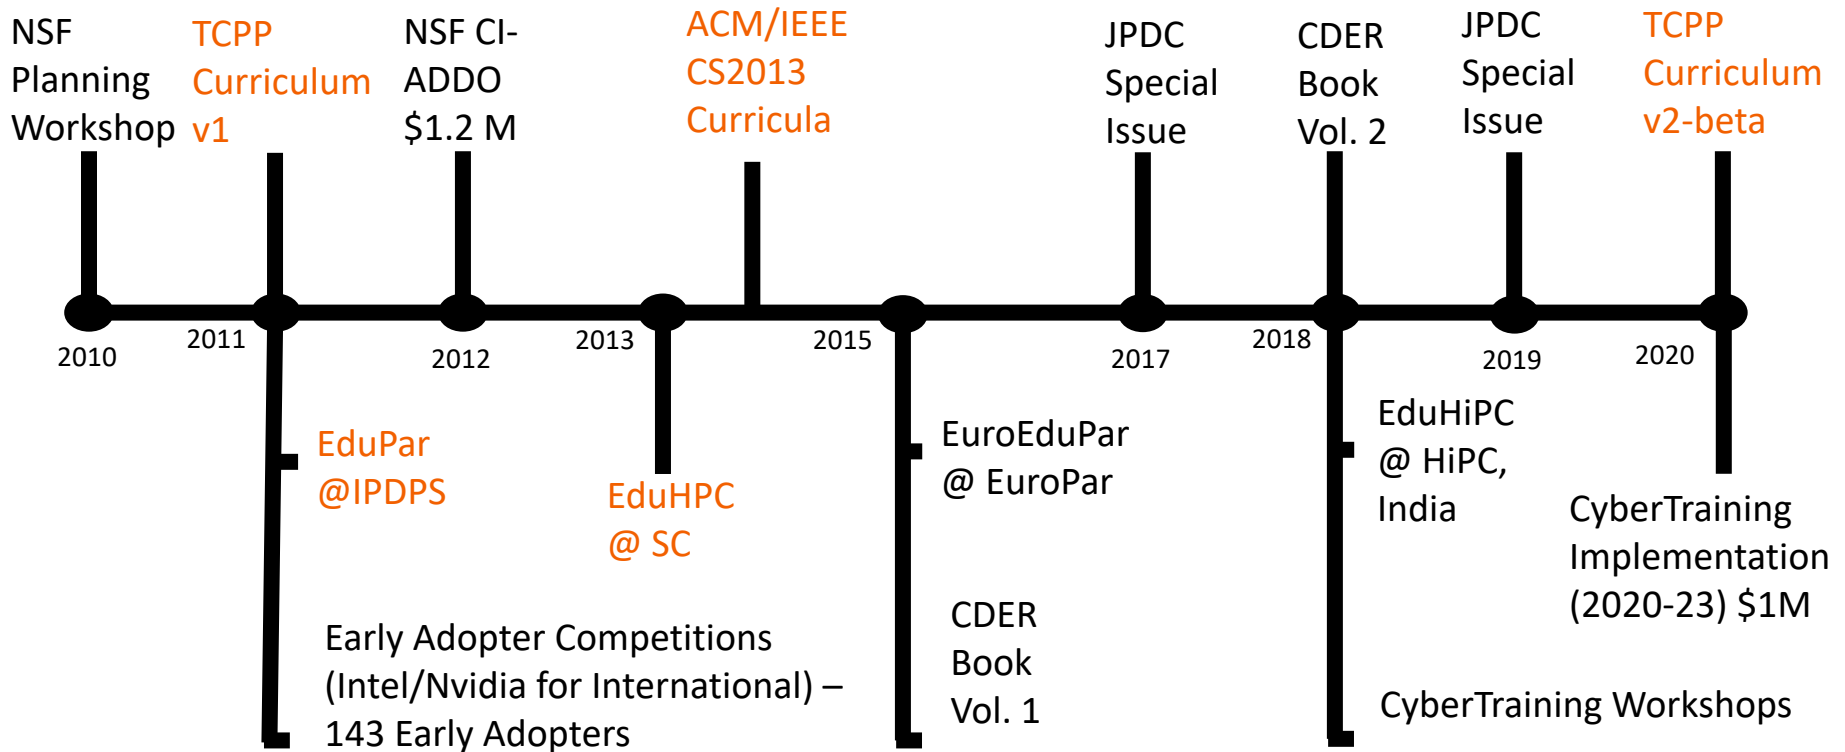 NSF
Planning
Workshop
TCPP
Curriculum
v1
NSF CI-
ADDO
$1.2 M
ACM/IEEE
CS2013
Curricula
JPDC
Special
Issue
CDER
Book
Vol. 2
JPDC
Special
Issue
TCPP
Curriculum
v2-beta
2010
2011
2012
2013
2015
2017
2018
2019
2020
EduPar
@IPDPS
Early Adopter Competitions
(Intel/Nvidia for International) –
143 Early Adopters
EduHPC
@ SC
EuroEduPar
@ EuroPar
CDER
Book
Vol. 1
EduHiPC
@ HiPC,
India
CyberTraining Workshops
CyberTraining
Implementation
(2020-23) $1M